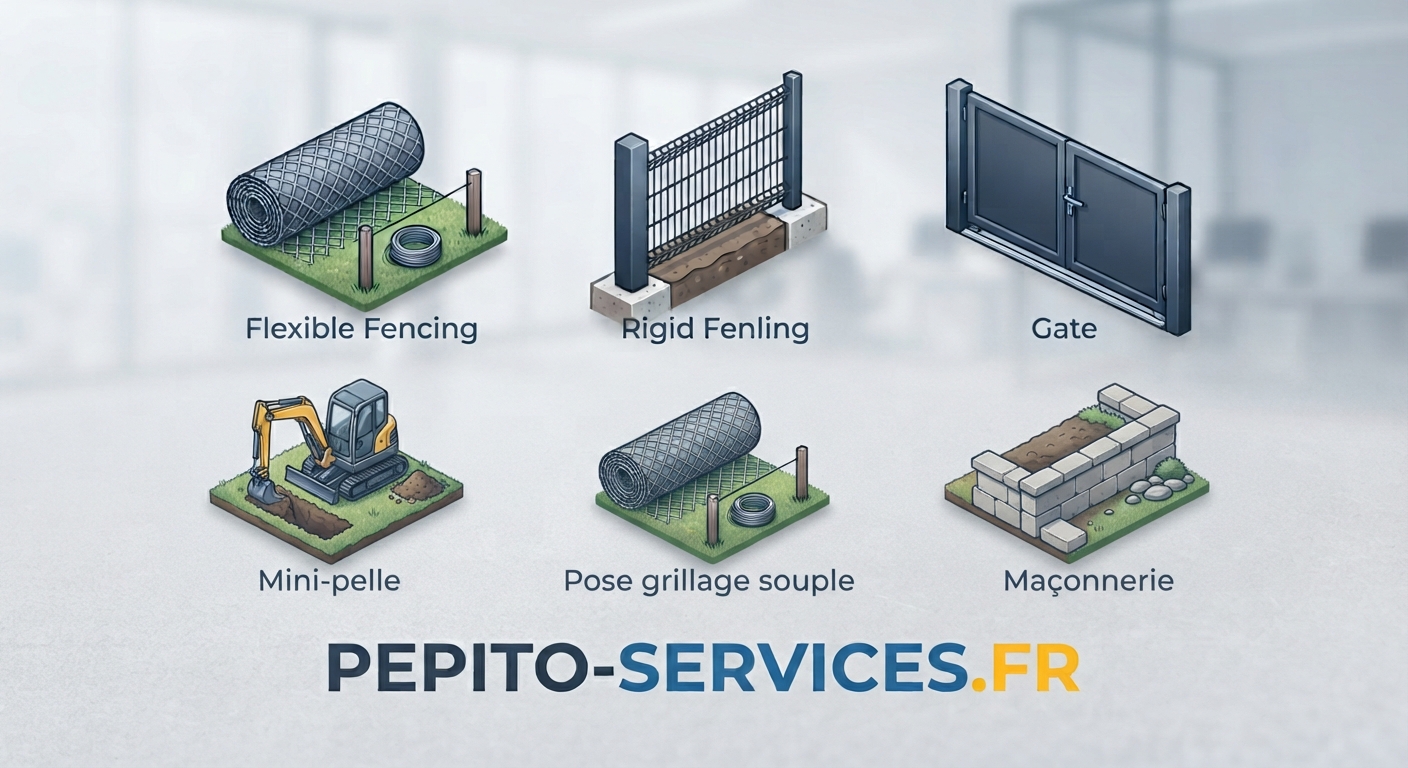 Flexible Fencing
Rigid Fenling
Gate
Mini-pelle
Pose grillage souple
Maçonnerie
PEPITO-SERVICES.FR